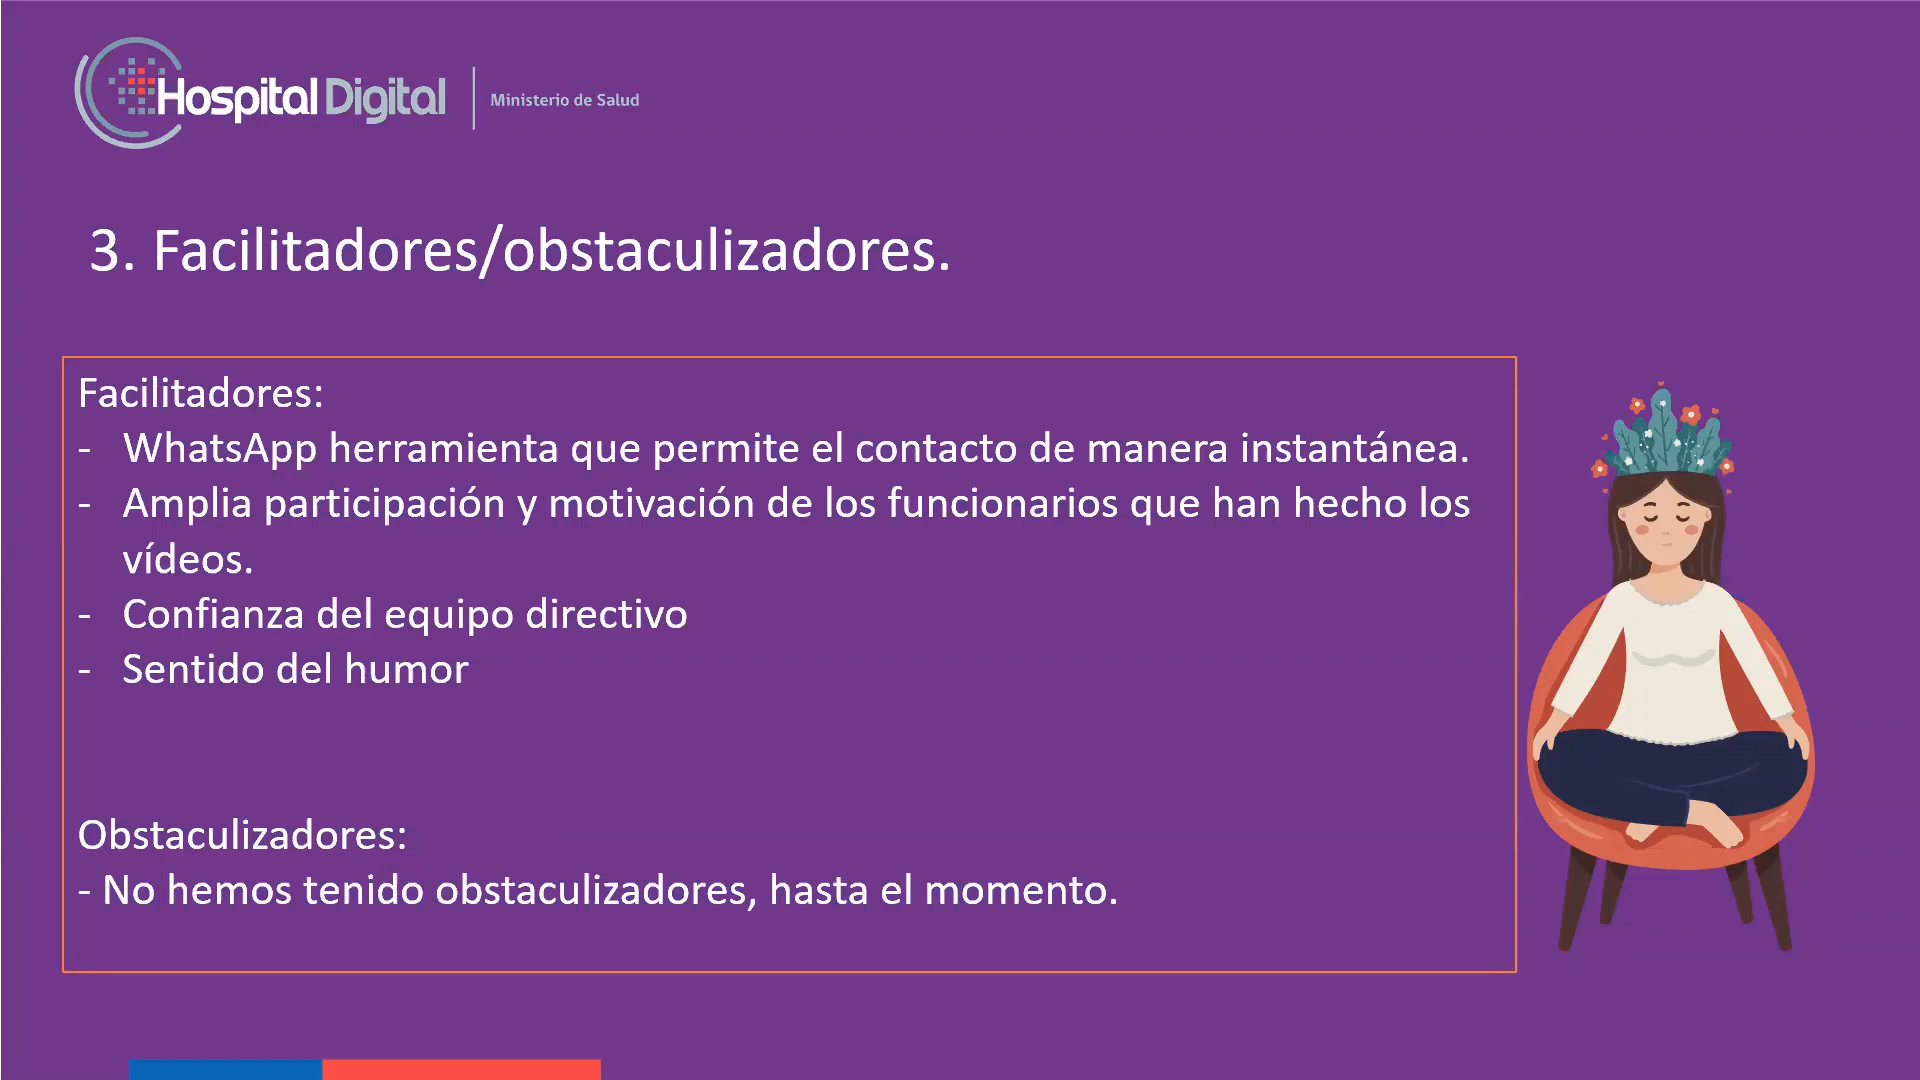 Hospital Digital
Ministerio de Salud
3. Facilitadores/obstaculizadores.
Facilitadores:
- WhatsApp herramienta que permite el contacto de manera instantánea.
- Amplia participación y motivación de los funcionarios que han hecho los
vídeos.
- Confianza del equipo directivo
- Sentido del humor
Obstaculizadores:
- No hemos tenido obstaculizadores, hasta el momento.